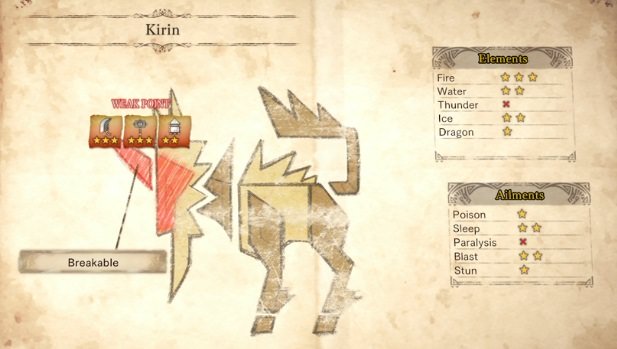 Kirin
WEAK POINT
Breakable
Elements
Fire
Water
Thunder
Ice
Dragon
Ailments
Poison
Sleep
Paralysis
Blast
Stun